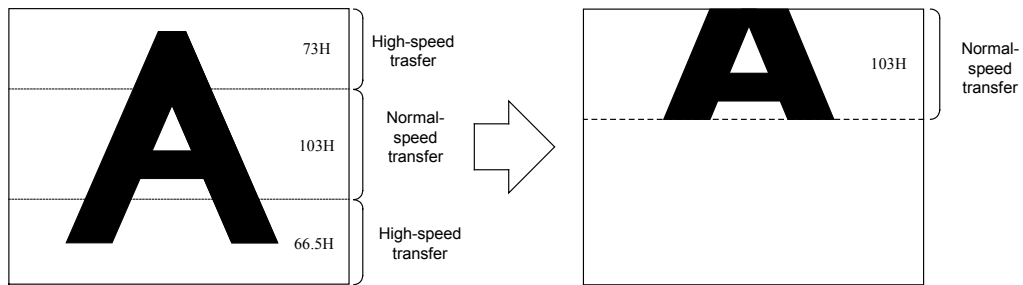 73H
High-speed
trasfer
103H
Normal-
speed
transfer
66.5H
High-speed
transfer
A
A
103H
Normal-
speed
transfer